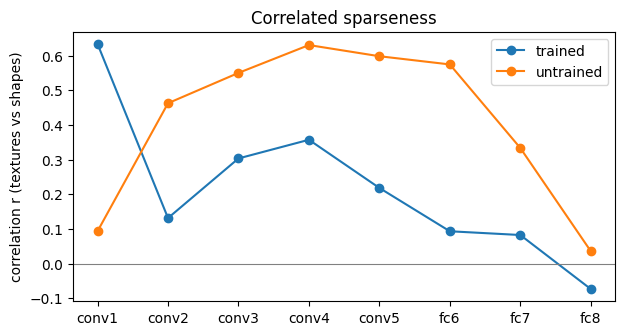 Correlated sparseness
correlation r (textures vs shapes)
0.6
0.5
0.4
0.3
0.2
0.1
0.0
−0.1
trained
untrained
conv1 conv2 conv3 conv4 conv5 fc6 fc7 fc8